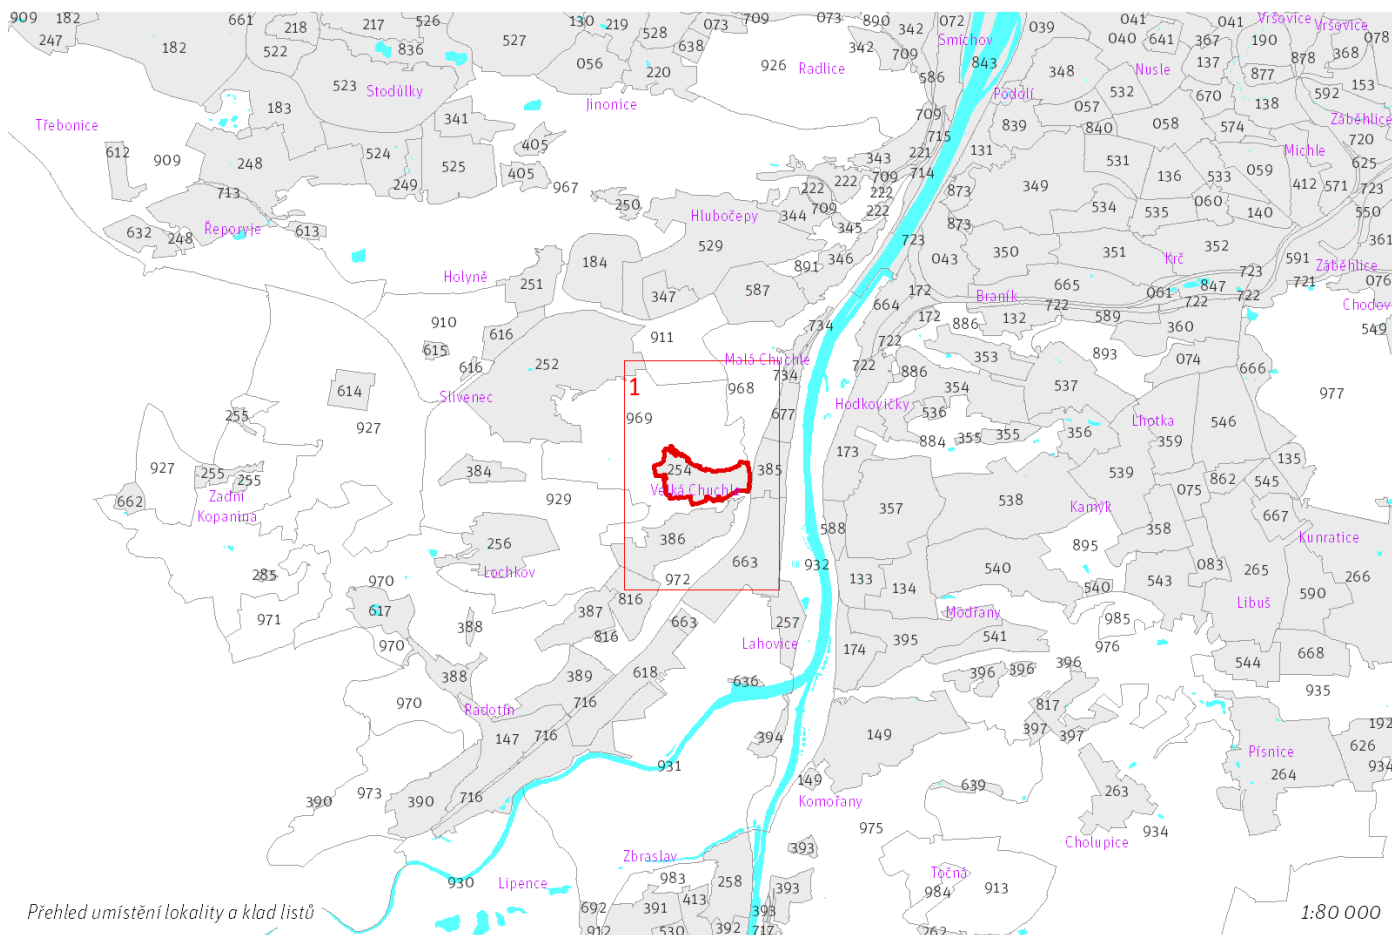 909 182 661 218 217 526 130 219 528 073 709 073 890 342 072 039 041 041 Vršovice Vršovice
247 182 522 836 527 638 342 709 Smíchov 040 641 367 190 368 078
523 056 220 926 Radlice 586 843 348 Nusle 137 877 878
183 Stodůlky 341 Jinonice Podolí 057 532 670 138 592 153
Třebonice 709 839 840 058 574 Záběhlice
612 909 248 524 525 405 343 221 715 131 531 Michle 720
713 249 405 967 222 222 709 714 136 533 059 625
250 222 873 349 412 571 723
632 248 Řeporyje 613 Hlubočepy 344 709 222 873 534 535 060 140 550
529 345 723 350 351 352 361
Holyně 184 891 346 043 Krč 591 Záběhlice
251 347 587 172 Braník 665 061 847 723 721 076
910 616 911 734 664 172 886 132 722 589 722 722 Chodov
615 616 252 Malá Chuchle 722 353 893 360 549
614 Slivenec 1 968 734 722 886 354 537 074 666 977
255 927 969 677 Hodkovičky 536 Lhotka 546
884 355 355 356 359
927 255 255 384 254 385 173 539 135
662 Zadní Kopanina 929 Velká Chuchle 357 538 Kamýk 075 862 545
256 386 588 358 667 Kunratice
285 970 Lochkov 972 663 932 895 083
971 617 816 133 134 540 540 543 265 590 266
388 387 663 257 Modřany 985 Libuš
970 816 Lahovice 174 395 541 976
388 389 618 636 396 396 396 544 668
970 Radotín 716 817 935
147 716 394 149 397 397 192
931 Písnice 626
390 973 390 716 149 639 263 264 934
Komořany 975 Cholupice 934
Zbraslav 393
930 Lipence 983 258 Točná
984 913
692 391 413 393 393
Přehled umístění lokality a klad listů 1:80 000
912 530 392 717 262